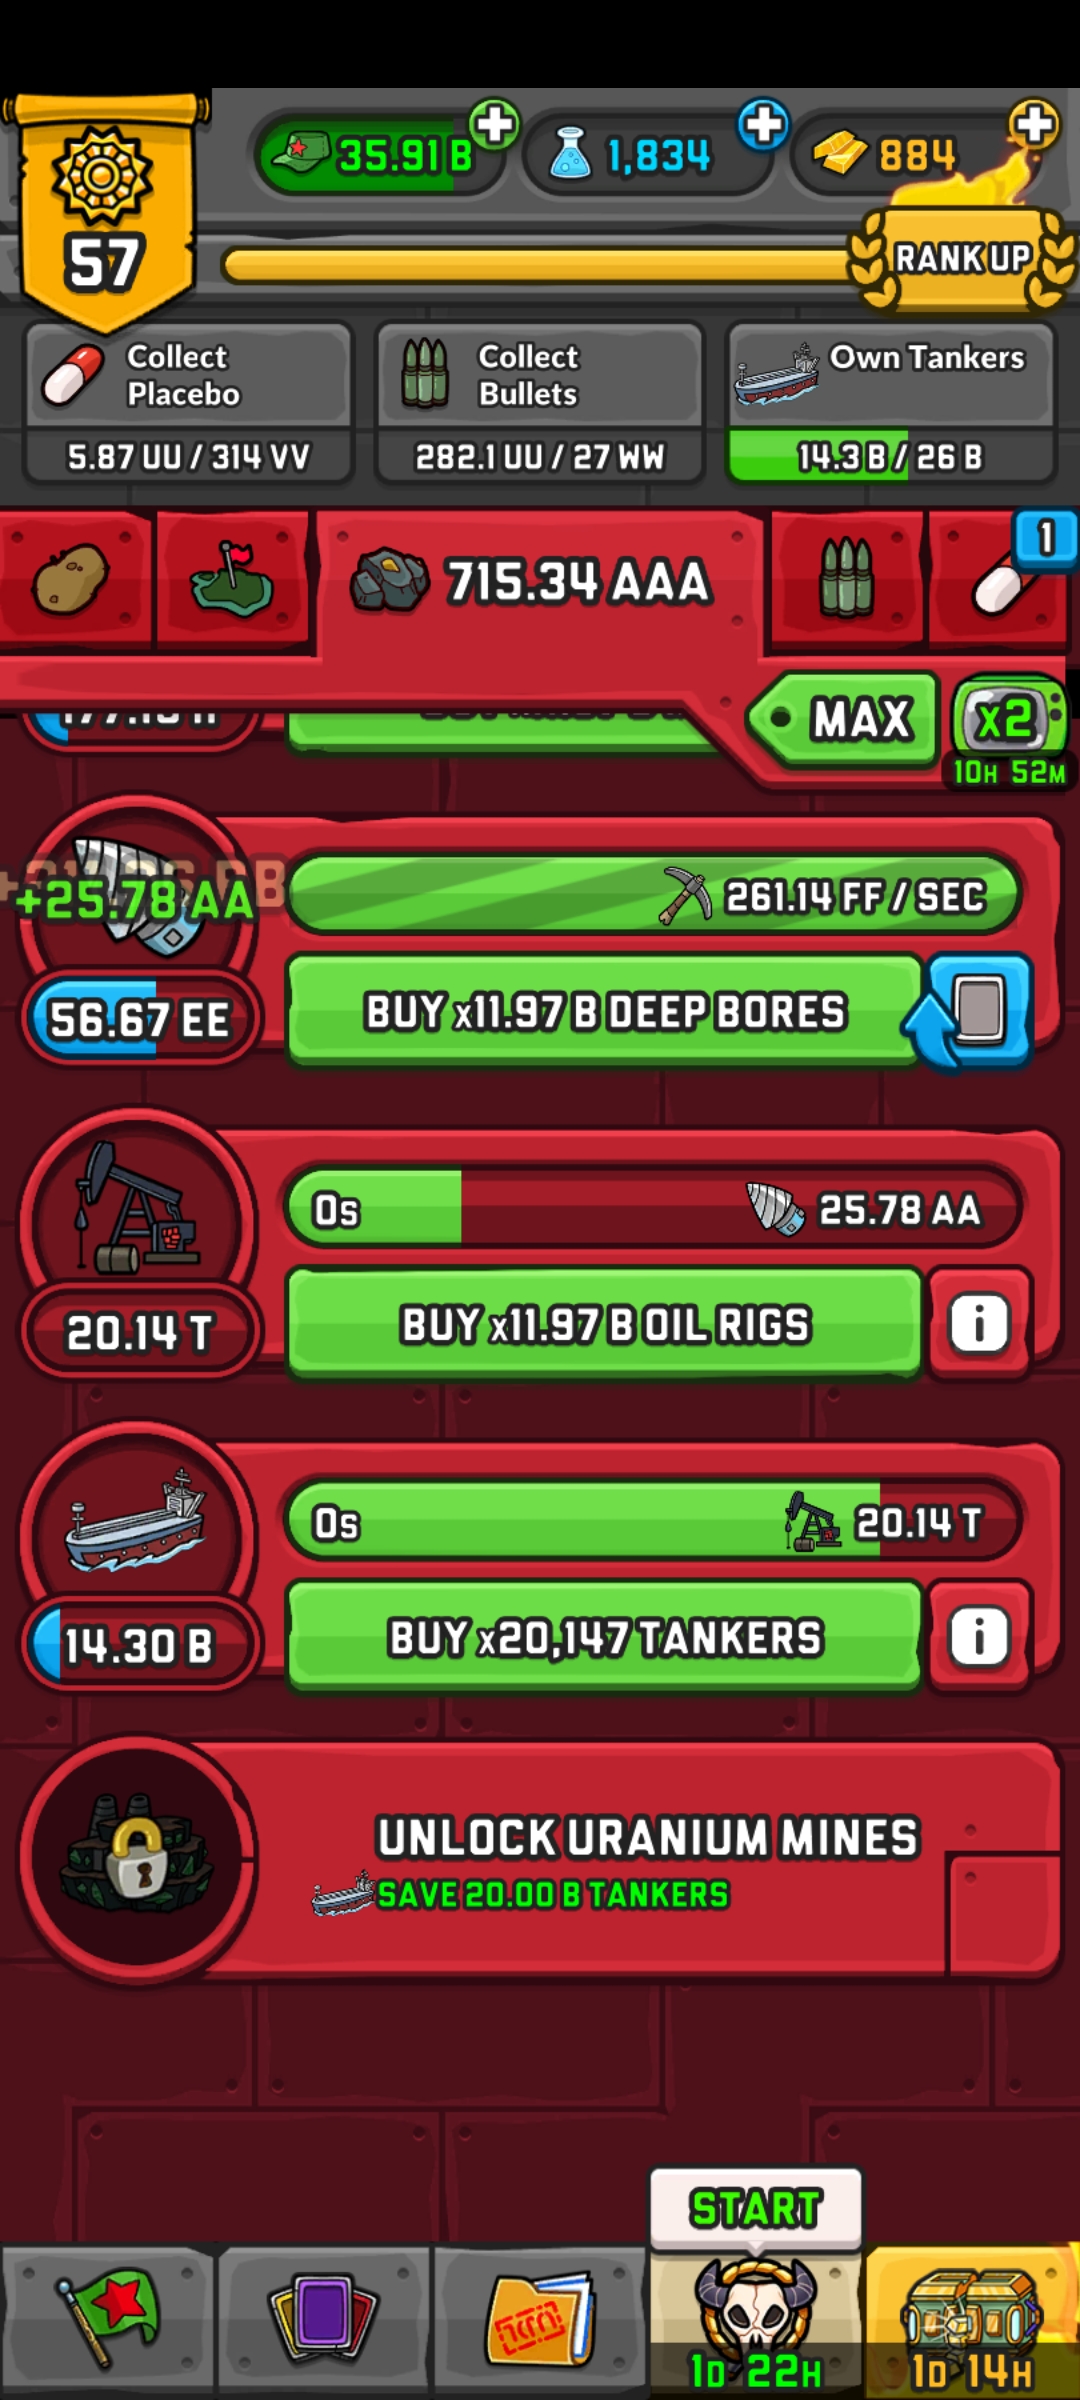 35.91 B
1,834
884
57
RANK UP
Collect Placebo
5.87 UU / 314 VV
Collect Bullets
282.1 UU / 27 WW
Own Tankers
14.3 B / 26 B
715.34 AAA
1
MAX
x2
10H 52M
+25.78 AA
261.14 FF / SEC
56.67 EE
BUY x11.97 B DEEP BORES
0s
25.78 AA
20.14 T
BUY x11.97 B OIL RIGS
i
0s
20.14 T
14.30 B
BUY x20,147 TANKERS
i
UNLOCK URANIUM MINES
SAVE 20.00 B TANKERS
START
1D 22H
1D 14H